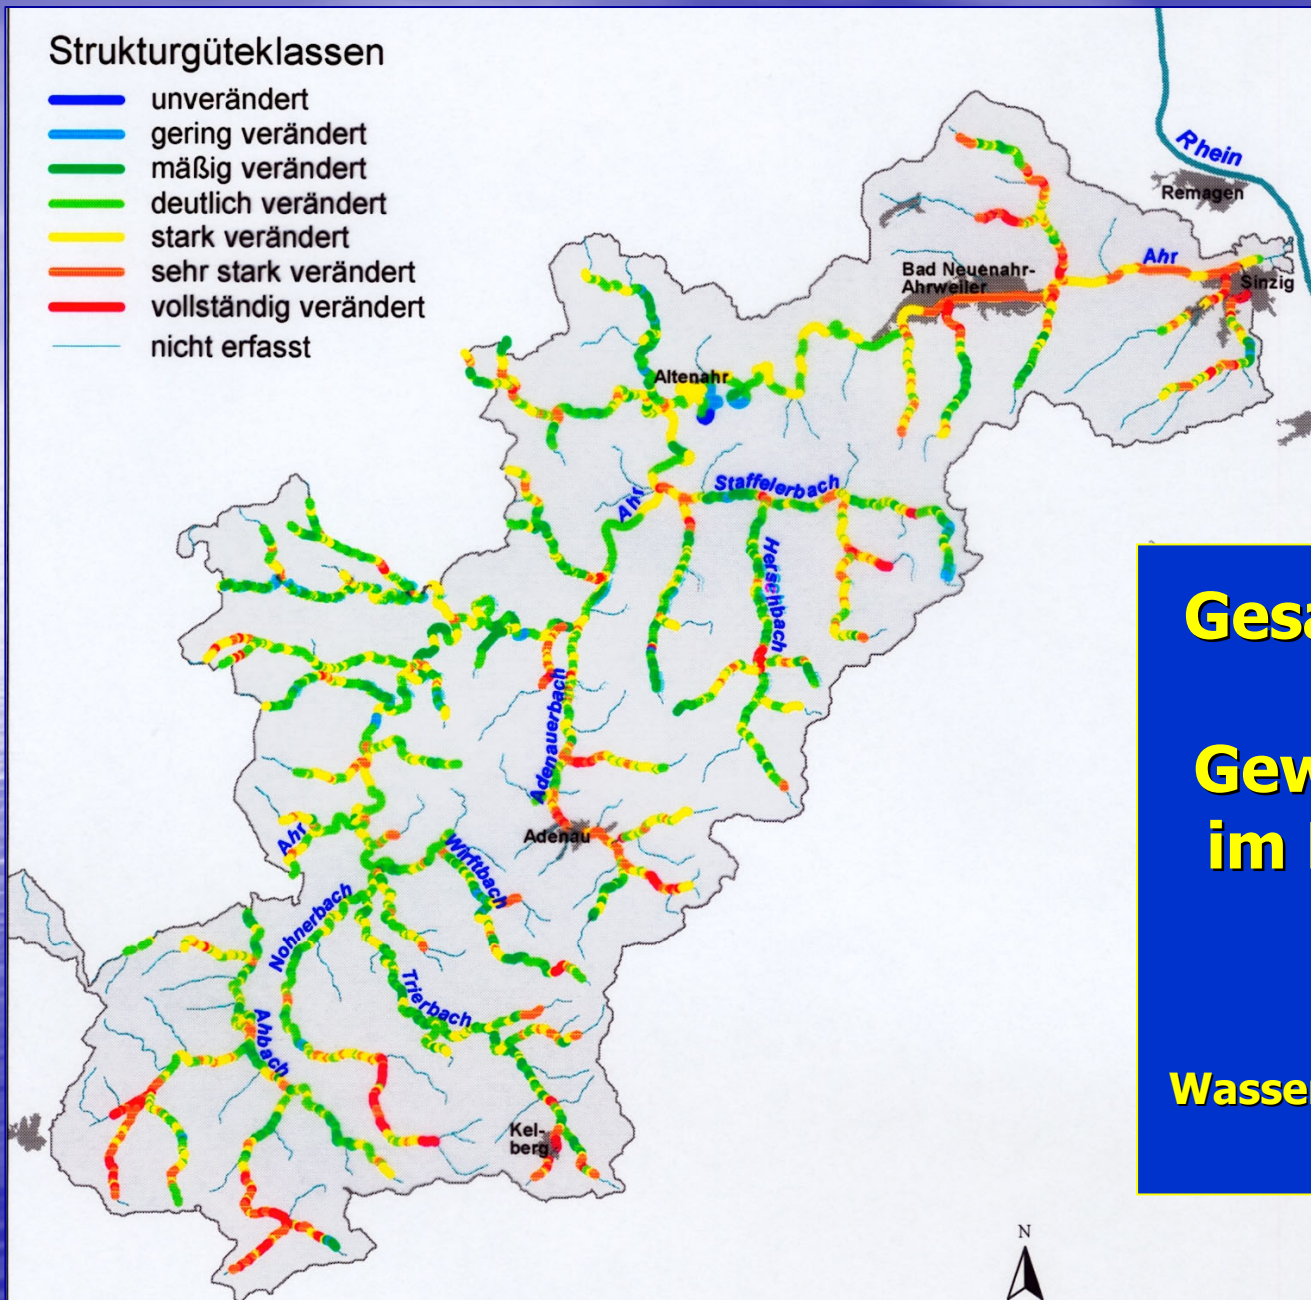 Strukturgüteklassen
unverändert
gering verändert
mäßig verändert
deutlich verändert
stark verändert
sehr stark verändert
vollständig verändert
nicht erfasst
Rhein
Remagen
Ahr
Bad Neuenahr-
Ahrweiler
Sinzig
Altenahr
Staffelerbach
Ahr
Hersehbach
Adenauerbach
Ahr
Adenau
Wirftbach
Nohnerbach
Trierbach
Ahbach
Kel-
berg
N
Gesa
Gew
im
Wasser